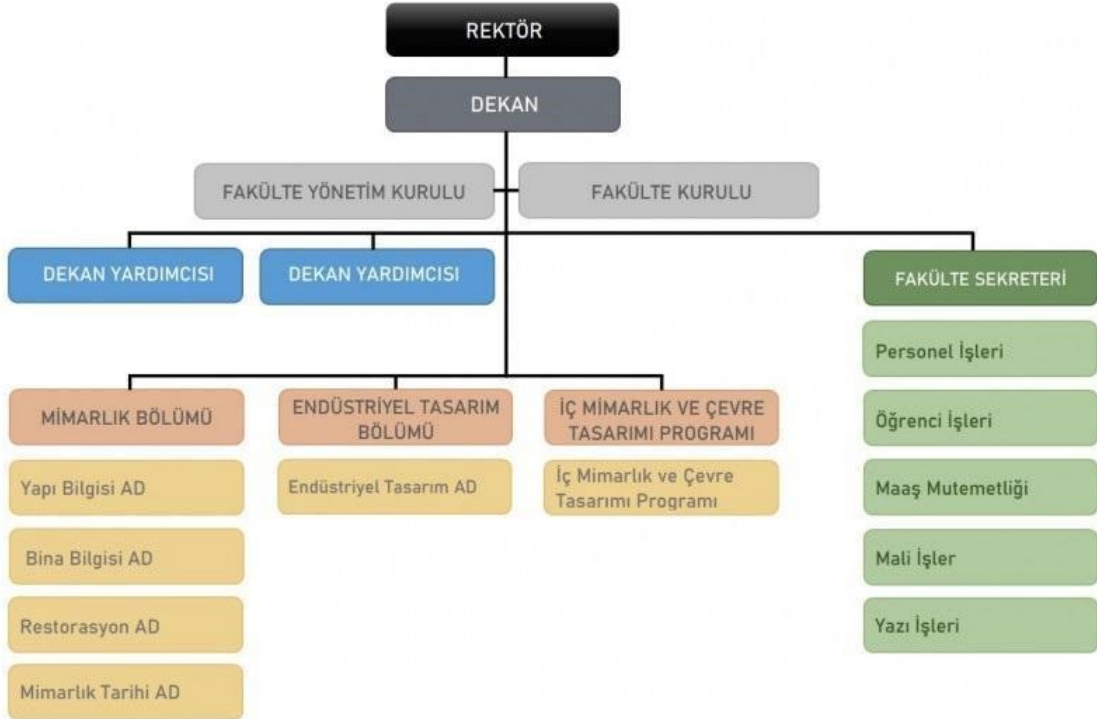 REKTÖR
DEKAN
FAKÜLTE YÖNETİM KURULU
FAKÜLTE KURULU
DEKAN YARDIMCISI
DEKAN YARDIMCISI
FAKÜLTE SEKRETERİ
Personel İşleri
Öğrenci İşleri
Maaş Mutemetliği
Mali İşler
Yazı İşleri
MİMARLIK BÖLÜMÜ
Yapı Bilgisi AD
Bina Bilgisi AD
Restorasyon AD
Mimarlık Tarihi AD
ENDÜSTRİYEL TASARIM
BÖLÜMÜ
Endüstriyel Tasarım AD
İÇ MİMARLIK VE ÇEVRE
TASARIMI PROGRAMI
İç Mimarlık ve Çevre
Tasarımı Programı